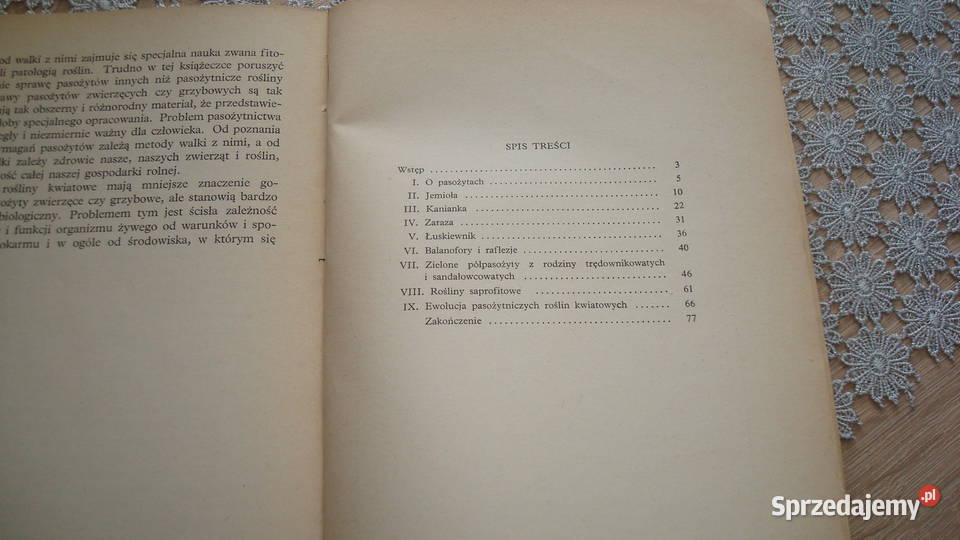 od walki z nimi zajmuje się specjalna nauka zwana fito-
li patologią roślin. Trudno w tej książeczce poruszyć
nie sprawę pasożytów innych niż pasożytnicze rośliny
awy pasożytów zwierzęcych czy grzybowych są tak
ją tak obszerny i różnorodny materiał, że przedstawie-
oby specjalnego opracowania. Problem pasożytnictwa
egły i niezmiernie ważny dla człowieka. Od poznania
ymagań pasożytów zależą metody walki z nimi, a od
ki zależy zdrowie nasze, naszych zwierząt i roślin,
ność całej naszej gospodarki rolnej.
rośliny kwiatowe mają mniejsze znaczenie go-
ożyty zwierzęce czy grzybowe, ale stanowią bardzo
biologiczny. Problemem tym jest ścisła zależność
i funkcji organizmu żywego od warunków i spo-
okarmu i w ogóle od środowiska, w którym się
SPIS TREŚCI
Wstęp 3
I. O pasożytach 5
II. Jemioła 10
III. Kanianka 22
IV. Zaraza 31
V. Łuskiewnik 36
VI. Balanofory i raflezje 40
VII. Zielone półpasożyty z rodziny trędownikowatych
i sandałowcowatych 46
VIII. Rośliny saprofitowe 61
IX. Ewolucja pasożytniczych roślin kwiatowych 66
Zakończenie 77
Sprzedajemy.pl